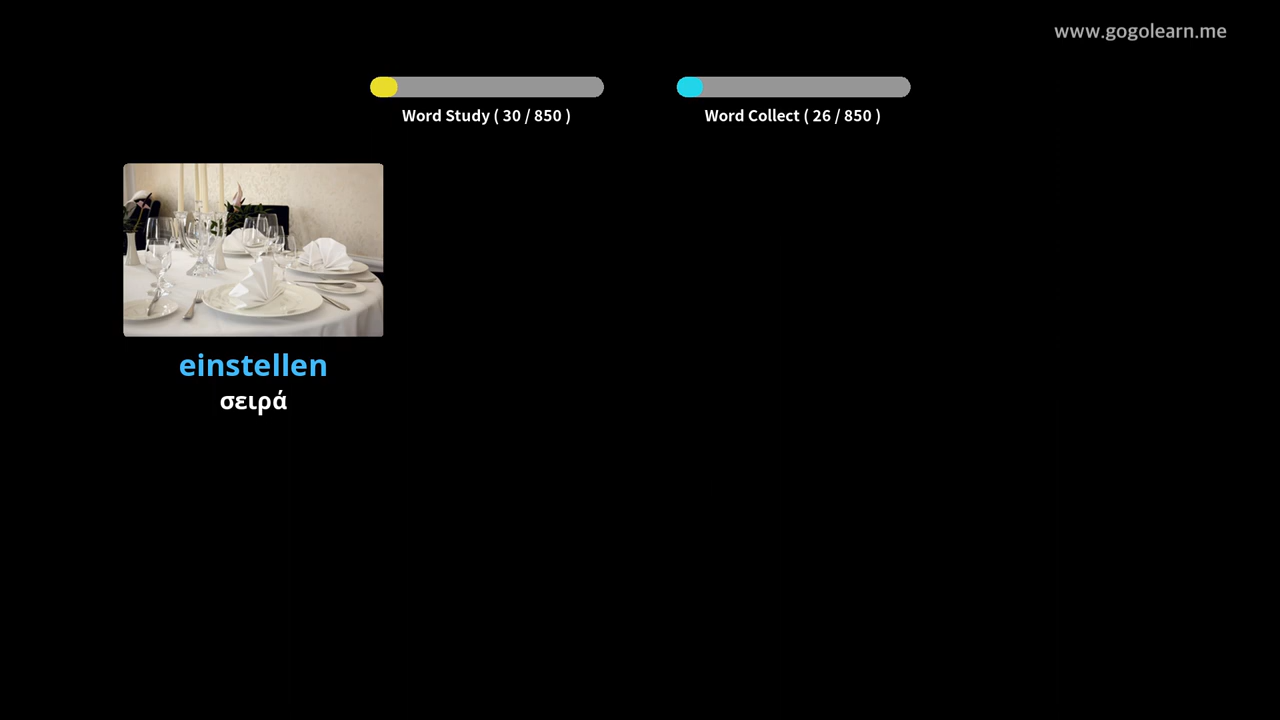 www.gogolearn.me
Word Study ( 30 / 850 )
Word Collect ( 26 / 850 )
einstellen
σειρά